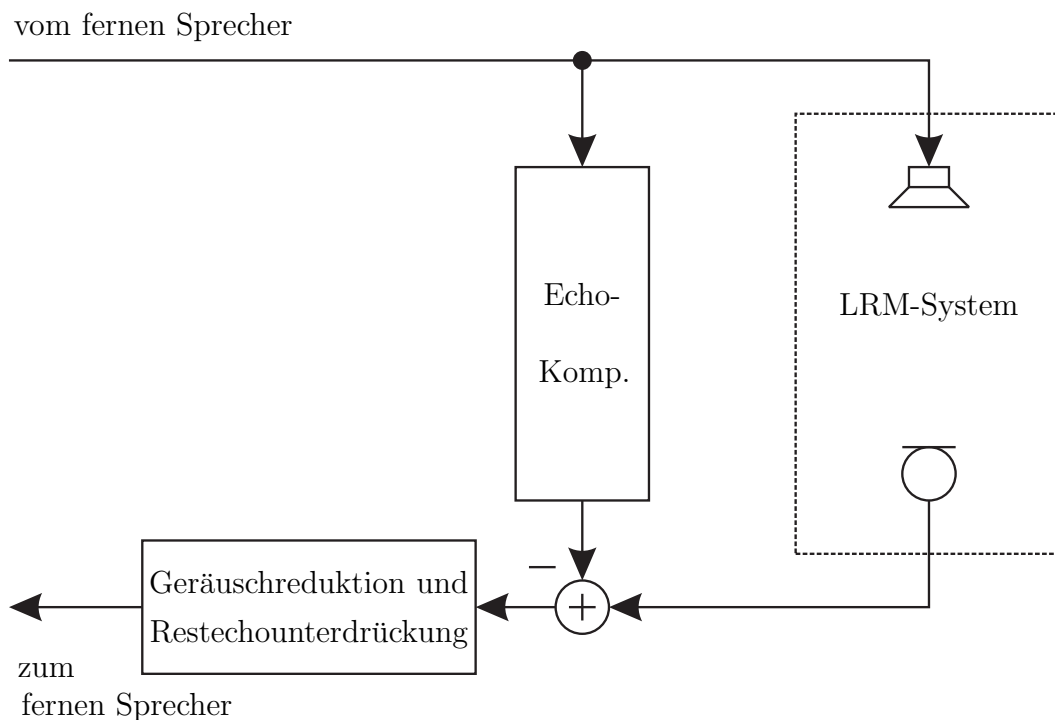 vom fernen Sprecher
Echo-
Komp.
LRM-System
−
+
Geräuschreduktion und
Restechounterdrückung
zum
fernen Sprecher